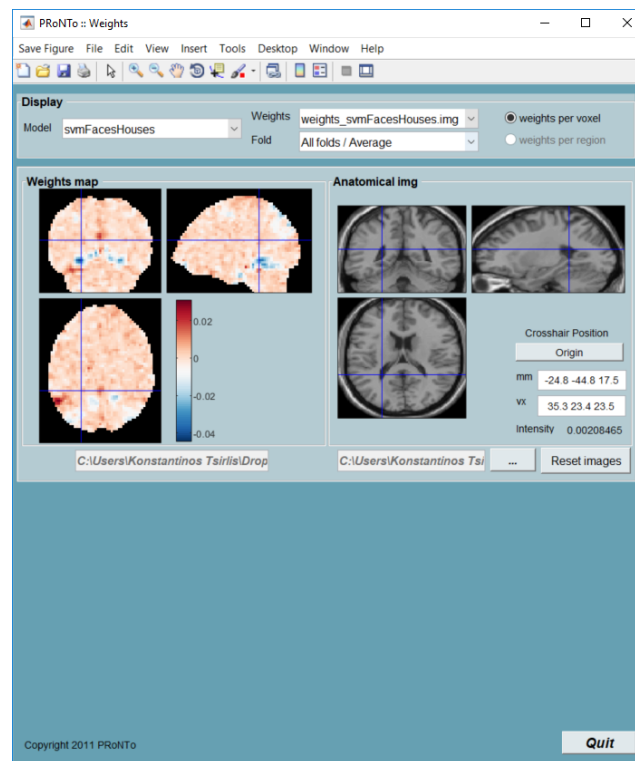 PRoNTo :: Weights
Save Figure File Edit View Insert Tools Desktop Window Help
Display
Model svmFacesHouses
Weights weights_svmFacesHouses.img
Fold All folds / Average
weights per voxel
weights per region
Weights map
0.02
0
-0.02
-0.04
C:\Users\Konstantinos Tsirlis\Drop
Anatomical img
Crosshair Position
Origin
mm -24.8 -44.8 17.5
vx 35.3 23.4 23.5
Intensity 0.00208465
C:\Users\Konstantinos Tsi
...
Reset images
Copyright 2011 PRoNTo
Quit